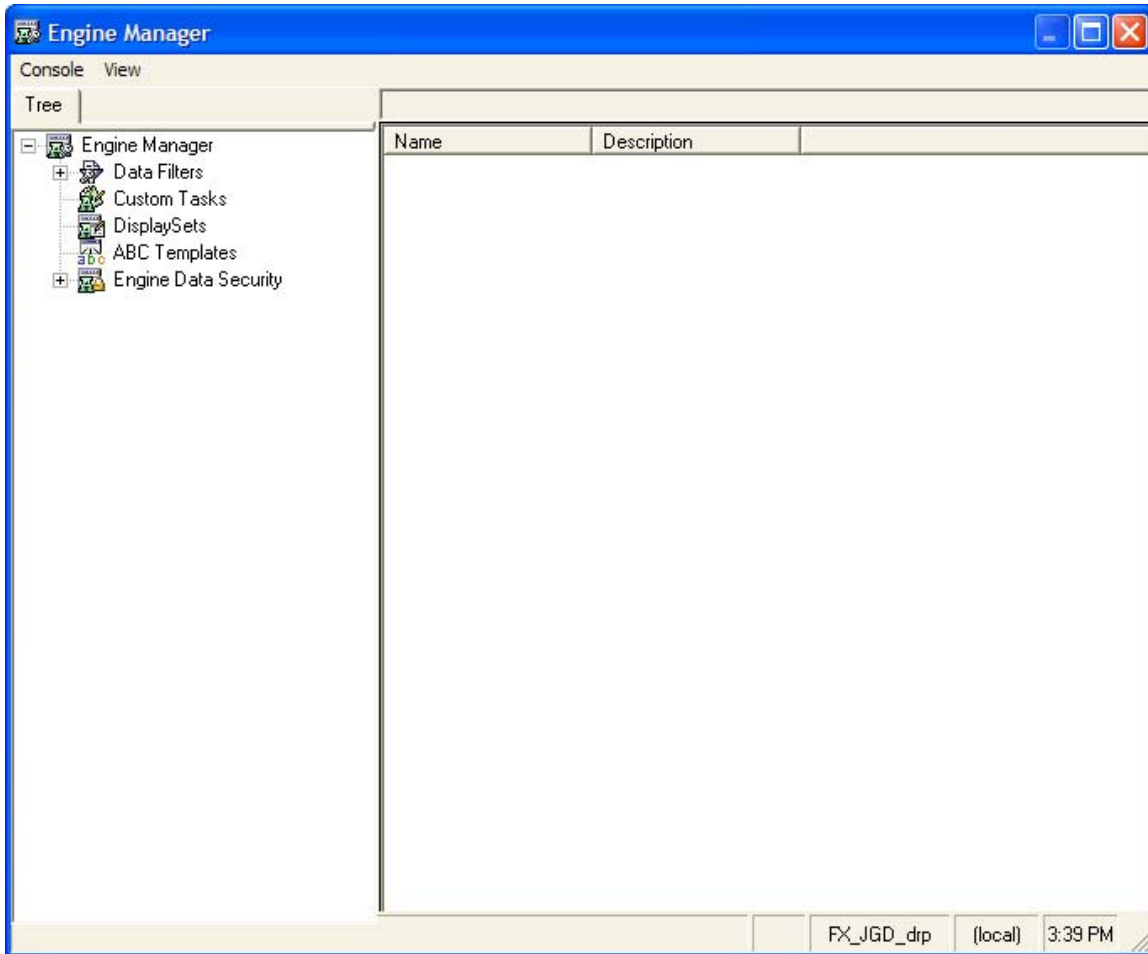 Engine Manager
Console View
Tree
Name Description
Engine Manager
Data Filters
Custom Tasks
DisplaySets
ABC Templates
Engine Data Security
FX_JGD_drp (local) 3:39 PM